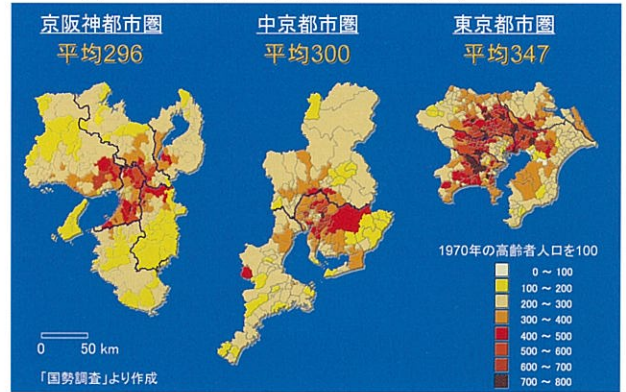 京阪神都市圏
平均296
中京都市圏
平均300
東京都市圏
平均347
1970年の高齢者人口を100
0 ～ 100
100 ～ 200
200 ～ 300
300 ～ 400
400 ～ 500
500 ～ 600
600 ～ 700
700 ～ 800
0 50 km
「国勢調査」より作成